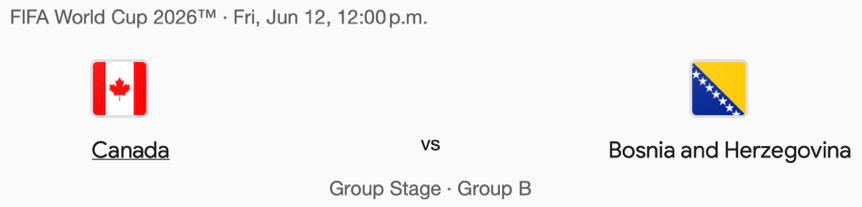 FIFA World Cup 2026™ · Fri, Jun 12, 12:00 p.m.
Canada
vs
Bosnia and Herzegovina
Group Stage · Group B